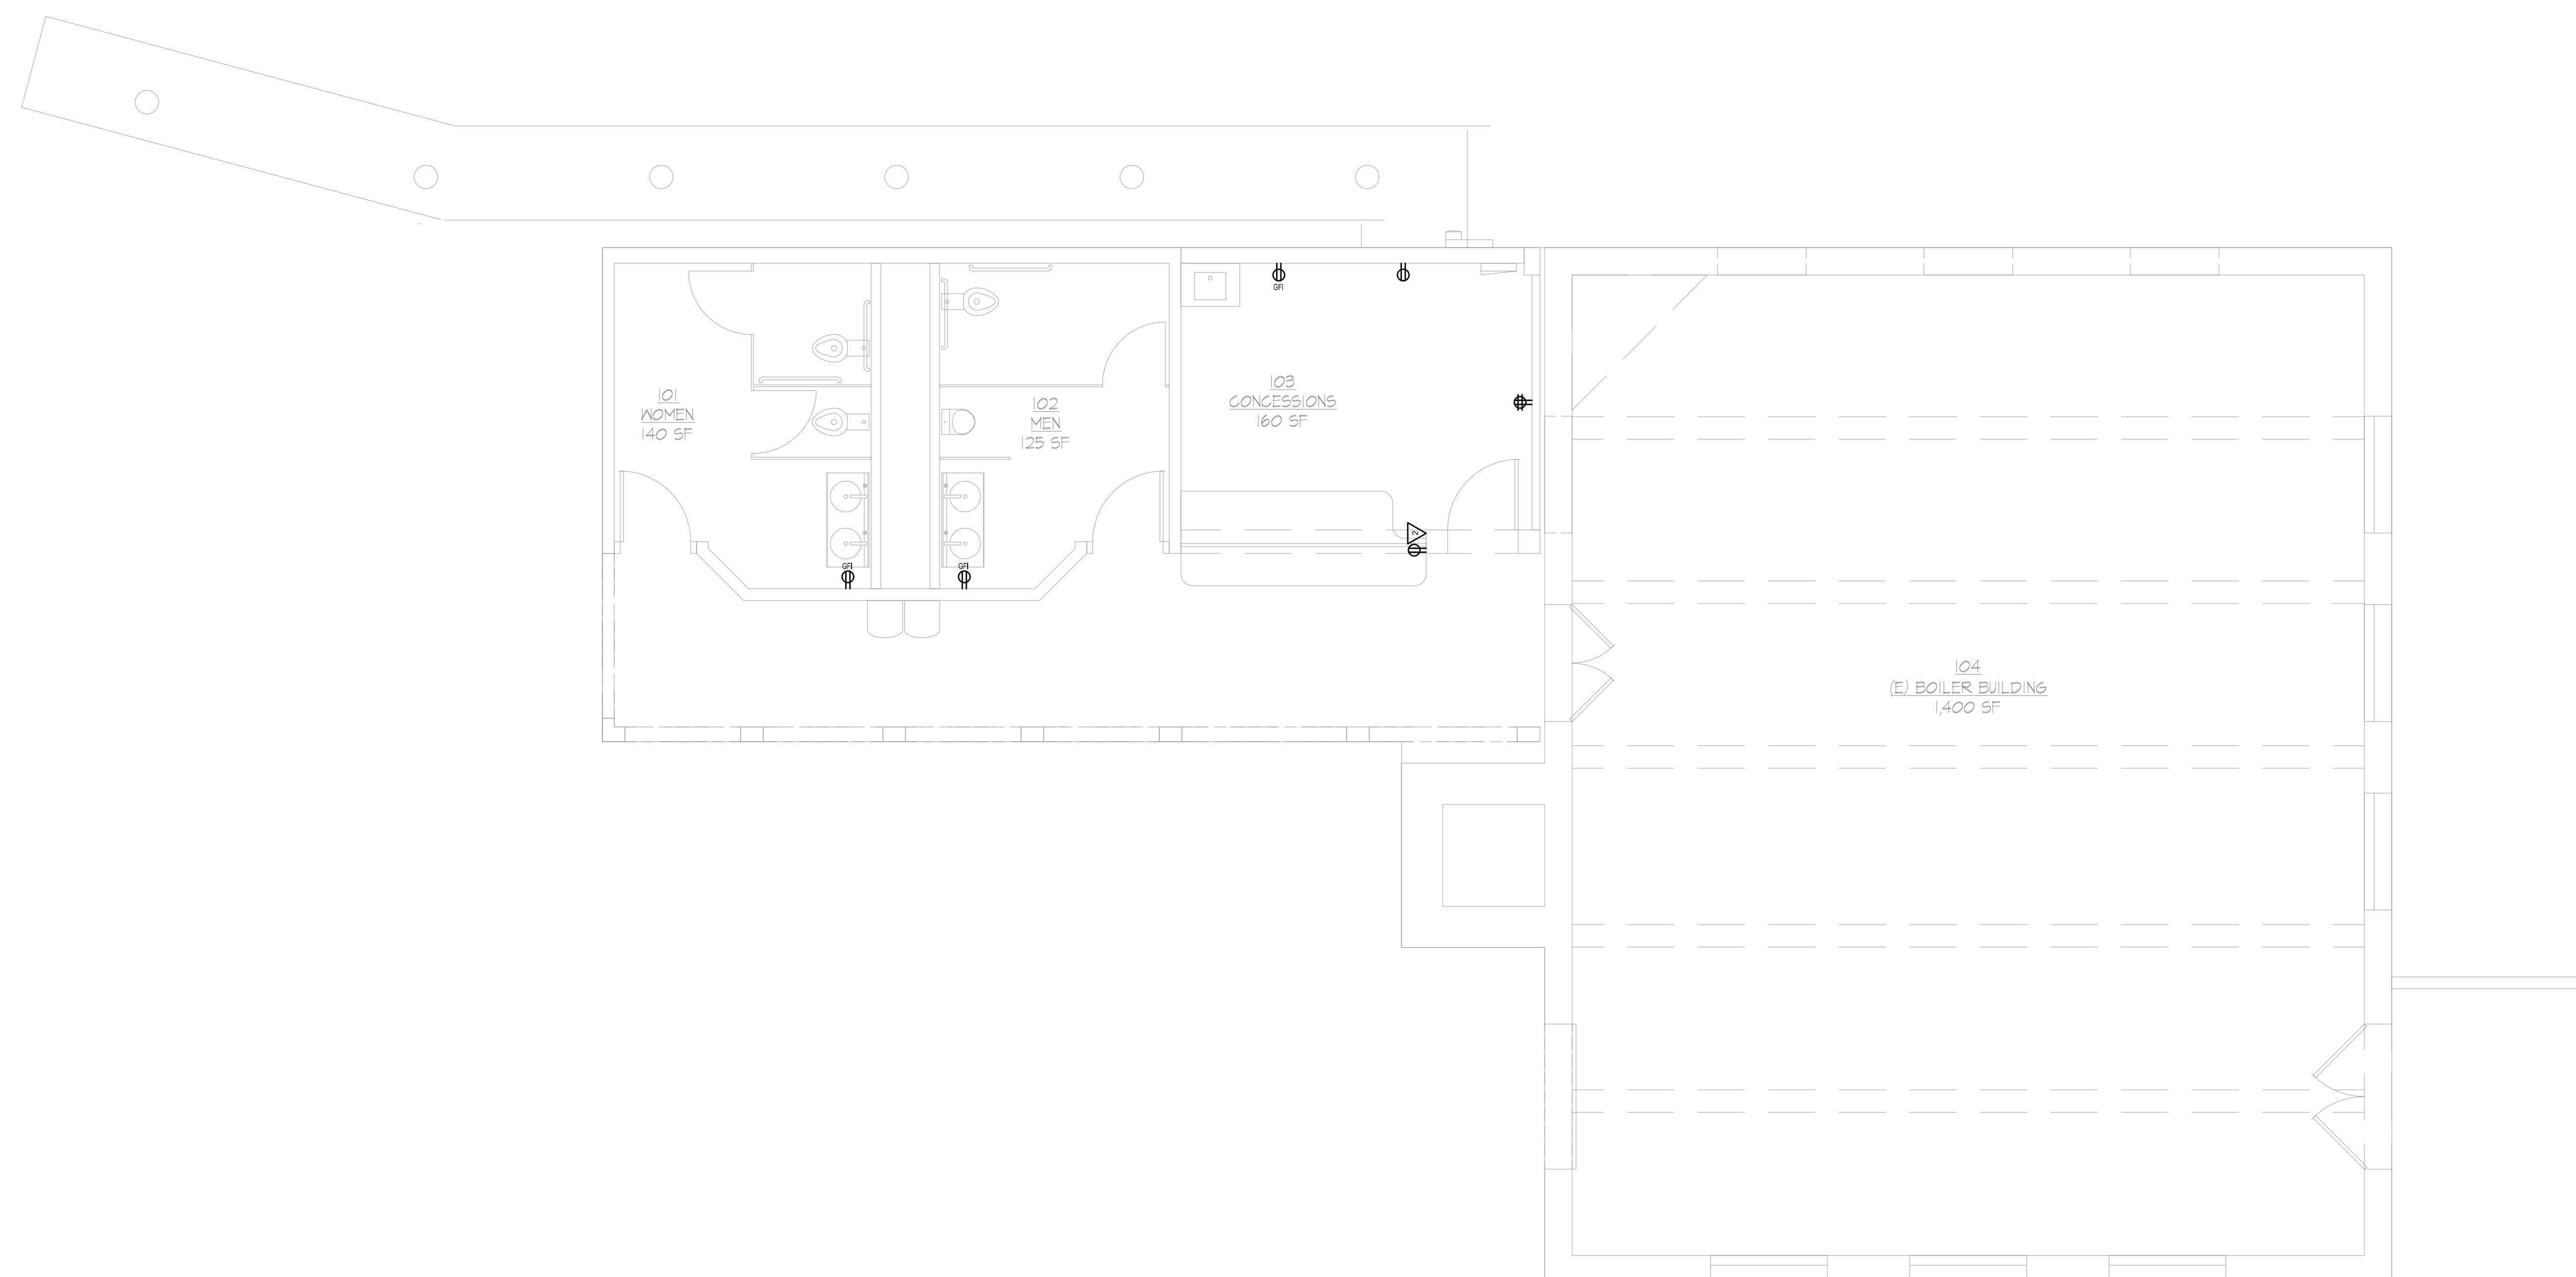 GFI
101
WOMEN
140 SF
102
MEN
125 SF
103
CONCESSIONS
160 SF
2
GFI
GFI
104
(E) BOILER BUILDING
1,400 SF